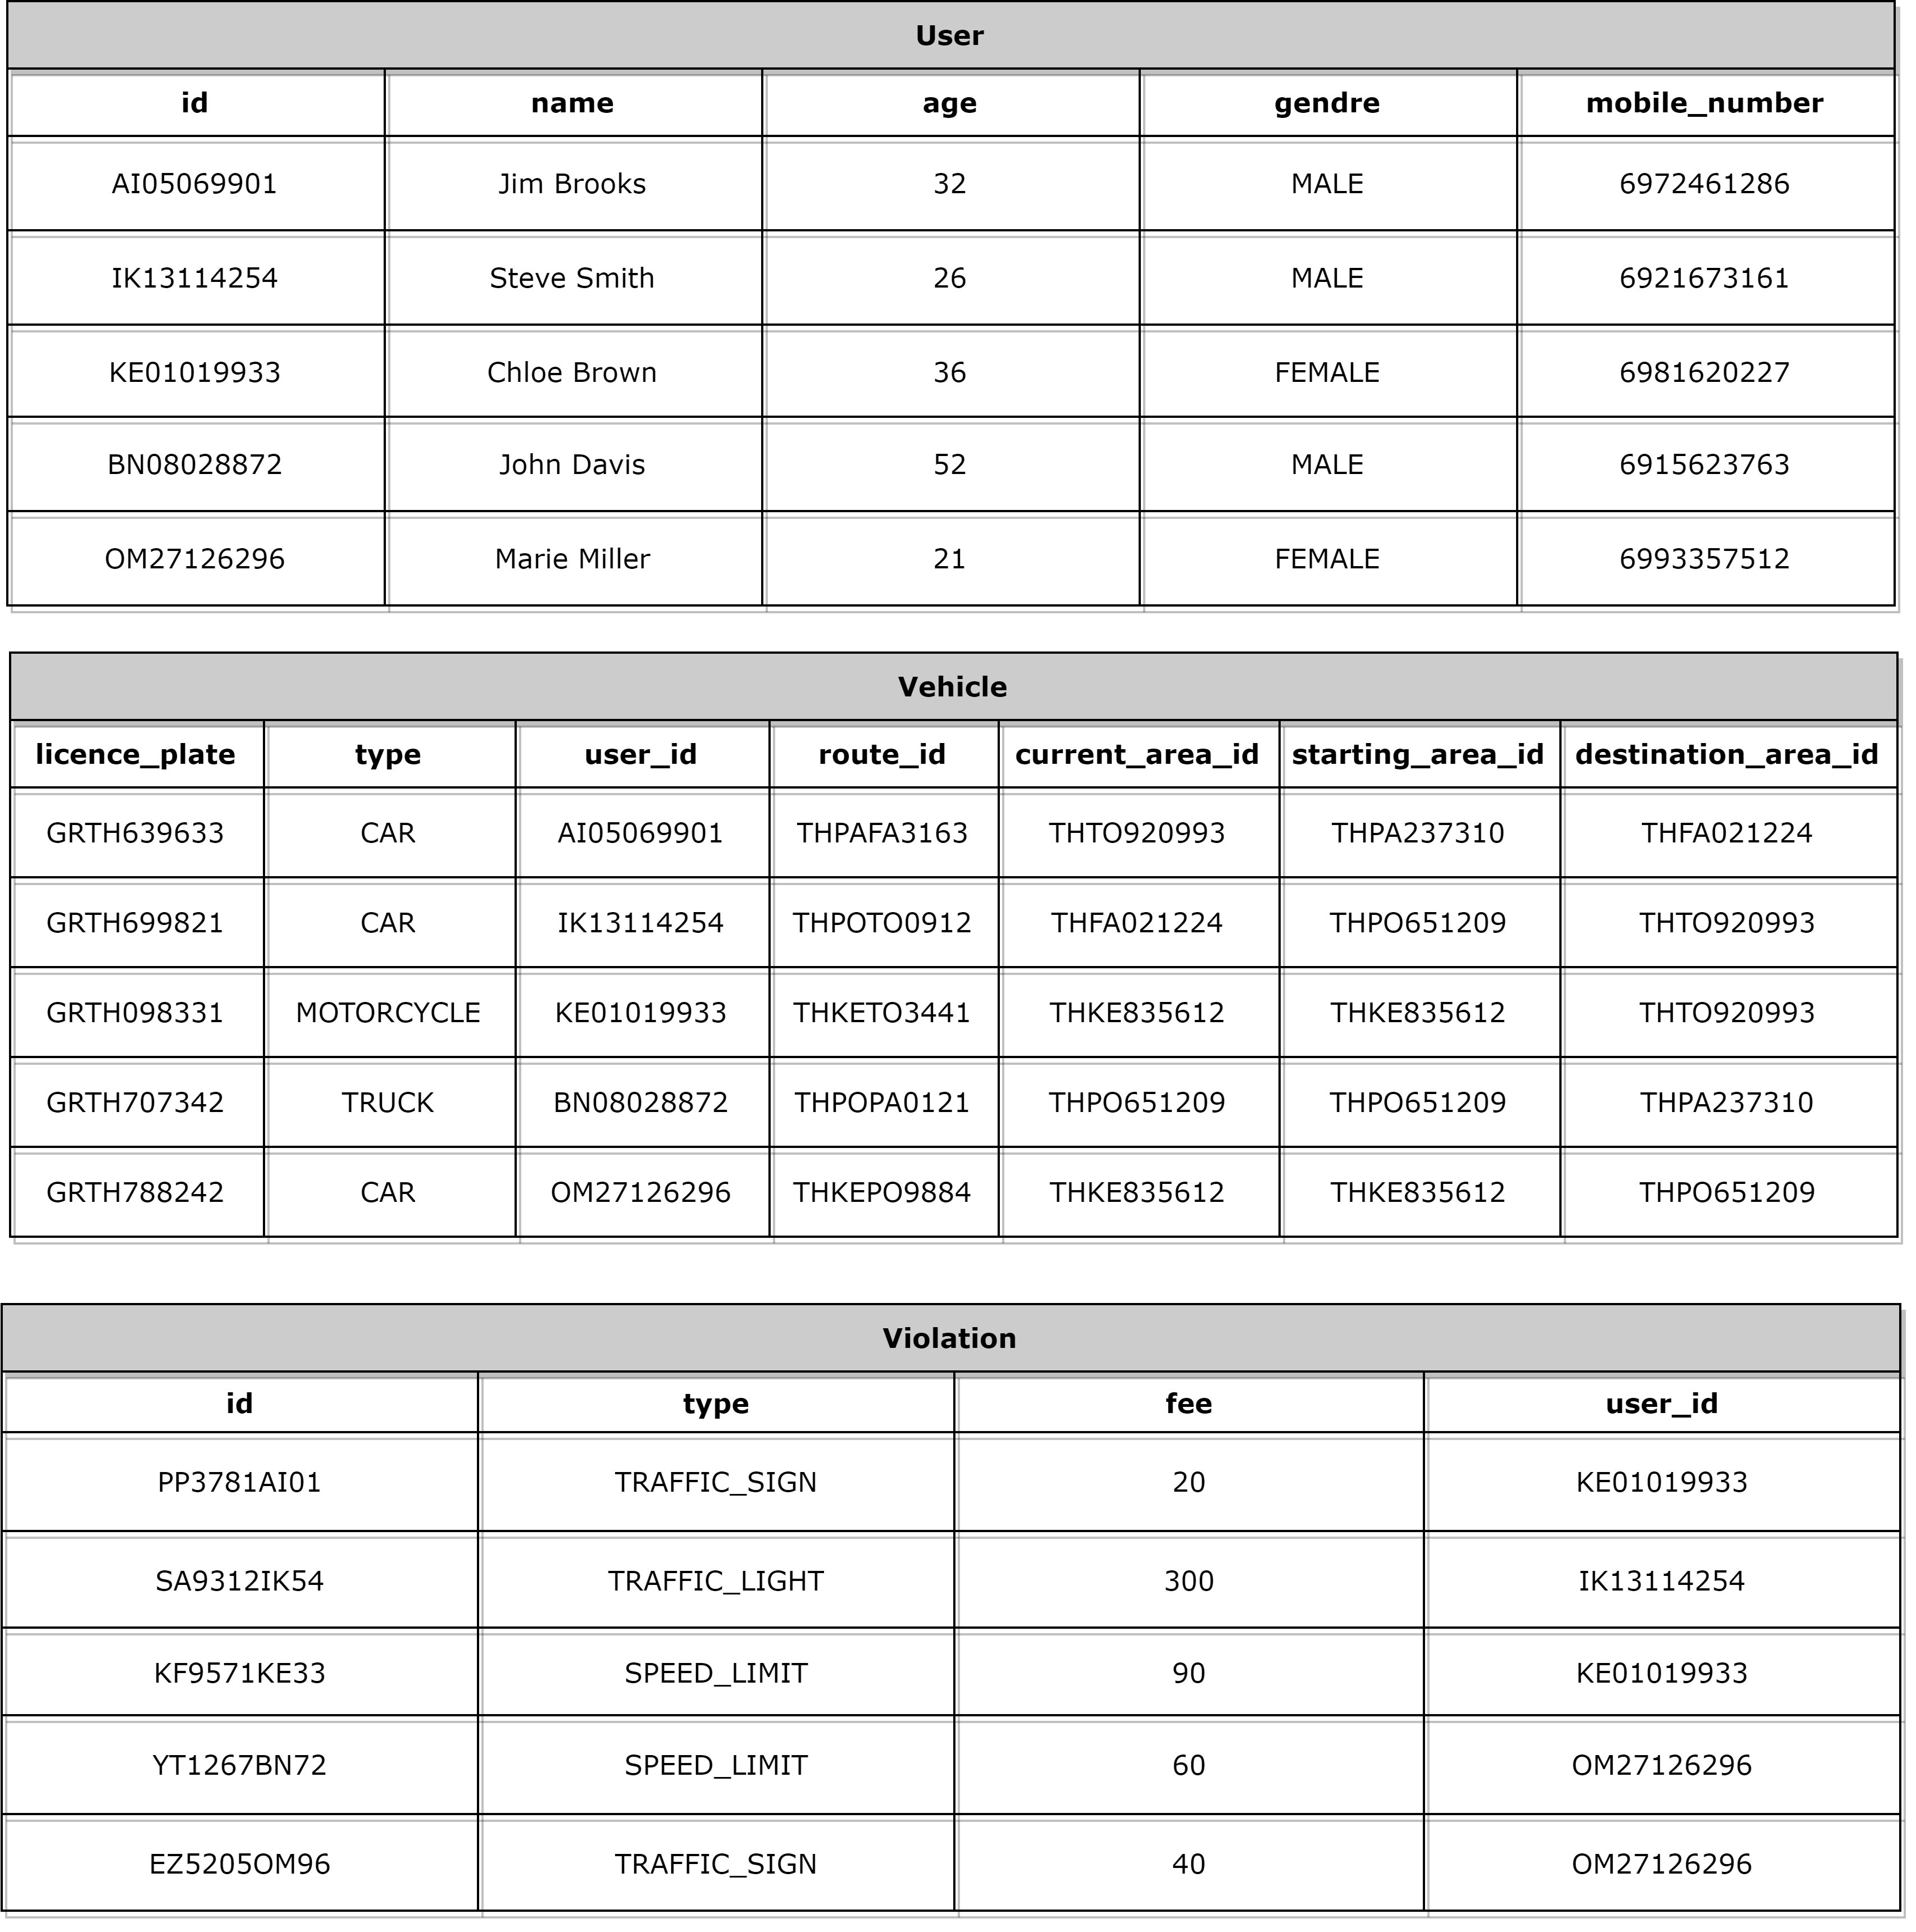 User
id name age gendre mobile_number
AI05069901 Jim Brooks 32 MALE 6972461286
IK13114254 Steve Smith 26 MALE 6921673161
KE01019933 Chloe Brown 36 FEMALE 6981620227
BN08028872 John Davis 52 MALE 6915623763
OM27126296 Marie Miller 21 FEMALE 6993357512
Vehicle
licence_plate type user_id route_id current_area_id starting_area_id destination_area_id
GRTH639633 CAR AI05069901 THPAFA3163 THTO920993 THPA237310 THFA021224
GRTH699821 CAR IK13114254 THPOTO0912 THFA021224 THPO651209 THTO920993
GRTH098331 MOTORCYCLE KE01019933 THKETO3441 THKE835612 THKE835612 THTO920993
GRTH707342 TRUCK BN08028872 THPOPA0121 THPO651209 THPO651209 THPA237310
GRTH788242 CAR OM27126296 THKEPO9884 THKE835612 THKE835612 THPO651209
Violation
id type fee user_id
PP3781AI01 TRAFFIC_SIGN 20 KE01019933
SA9312IK54 TRAFFIC_LIGHT 300 IK13114254
KF9571KE33 SPEED_LIMIT 90 KE01019933
YT1267BN72 SPEED_LIMIT 60 OM27126296
EZ5205OM96 TRAFFIC_SIGN 40 OM27126296